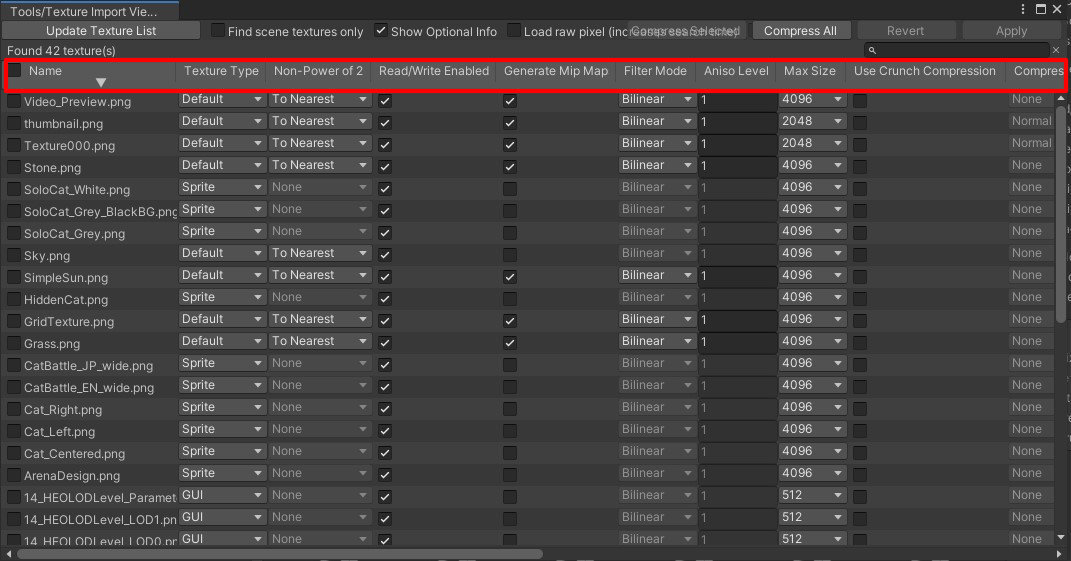 Tools/Texture Import Vie...
Update Texture List Find scene textures only Show Optional Info Load raw pixel (increases search time) Compress Selected Compress All Revert Apply
Found 42 texture(s)
Name Texture Type Non-Power of 2 Read/Write Enabled Generate Mip Map Filter Mode Aniso Level Max Size Use Crunch Compression Compres
Video_Preview.png Default To Nearest Bilinear 1 4096 None
thumbnail.png Default To Nearest Bilinear 1 2048 Normal
Texture000.png Default To Nearest Bilinear 1 2048 Normal
Stone.png Default To Nearest Bilinear 1 4096 None
SoloCat_White.png Sprite None Bilinear 1 4096 None
SoloCat_Grey_BlackBG.png Sprite None Bilinear 1 4096 None
SoloCat_Grey.png Sprite None Bilinear 1 4096 None
Sky.png Default To Nearest Bilinear 1 4096 None
SimpleSun.png Default To Nearest Bilinear 1 4096 None
HiddenCat.png Sprite None Bilinear 1 4096 None
GridTexture.png Default To Nearest Bilinear 1 4096 None
Grass.png Default To Nearest Bilinear 1 4096 None
CatBattle_JP_wide.png Sprite None Bilinear 1 4096 None
CatBattle_EN_wide.png Sprite None Bilinear 1 4096 None
Cat_Right.png Sprite None Bilinear 1 4096 None
Cat_Left.png Sprite None Bilinear 1 4096 None
Cat_Centered.png Sprite None Bilinear 1 4096 None
ArenaDesign.png Sprite None Bilinear 1 4096 None
14_HEOLODLevel_Paramet GUI None Bilinear 1 512 None
14_HEOLODLevel_LOD1.pn GUI None Bilinear 1 512 None
14_HEOLODLevel_LOD0.pr GUI None Bilinear 1 512 None